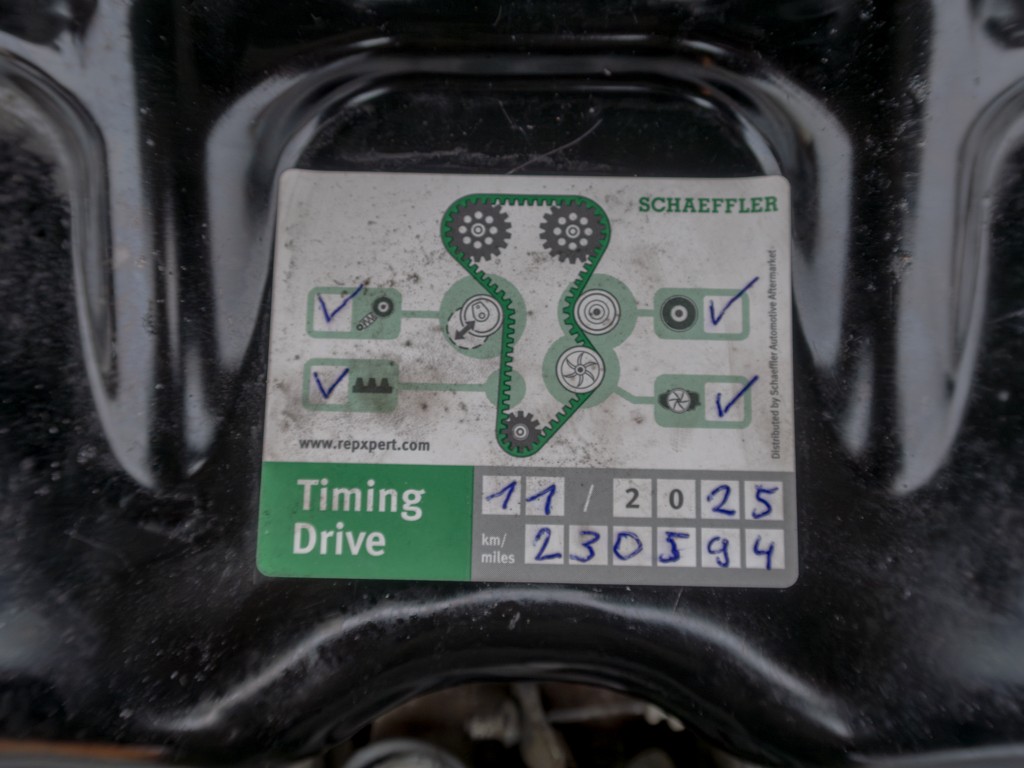 SCHAEFFLER
Distributed by Schaeffler Automotive Aftermarket
www.repxpert.com
Timing
Drive
11 / 2025
km/
miles
230594